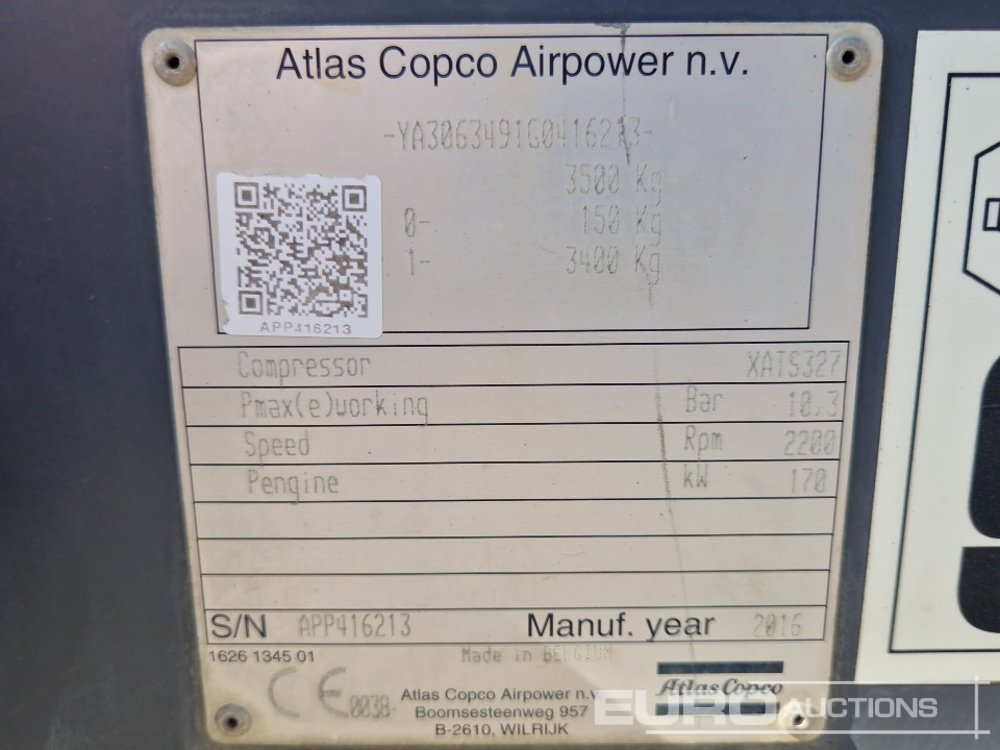 Atlas Copco Airpower n.v.
-YA3063491G0416213-
3500 Kg
0- 150 Kg
1- 3400 Kg
APP416213
Compressor XATS327
Pmax(e)working Bar 10,3
Speed Rpm 2200
Pengine kW 170
S/N APP416213 Manuf. year 2016
1626 1345 01
Made in BELGIUM
CE 0038
Atlas Copco Airpower n.v.
Boomsesteenweg 957
B-2610, WILRIJK
Atlas Copco
EURO AUCTIONS